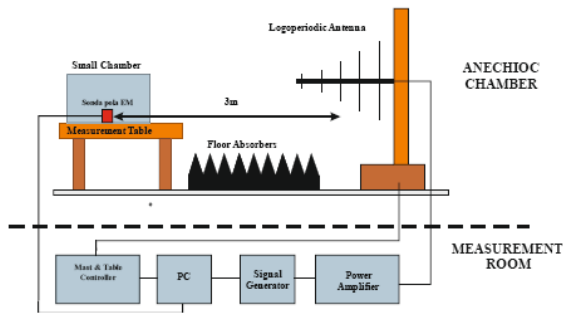 Logoperiodic Antenna
ANECHIOC
CHAMBER
Small Chamber
Sonda pola EM
3m
Measurement Table
Floor Absorbers
MEASUREMENT
ROOM
Mast & Table
Controller
PC
Signal
Generator
Power
Amplifier